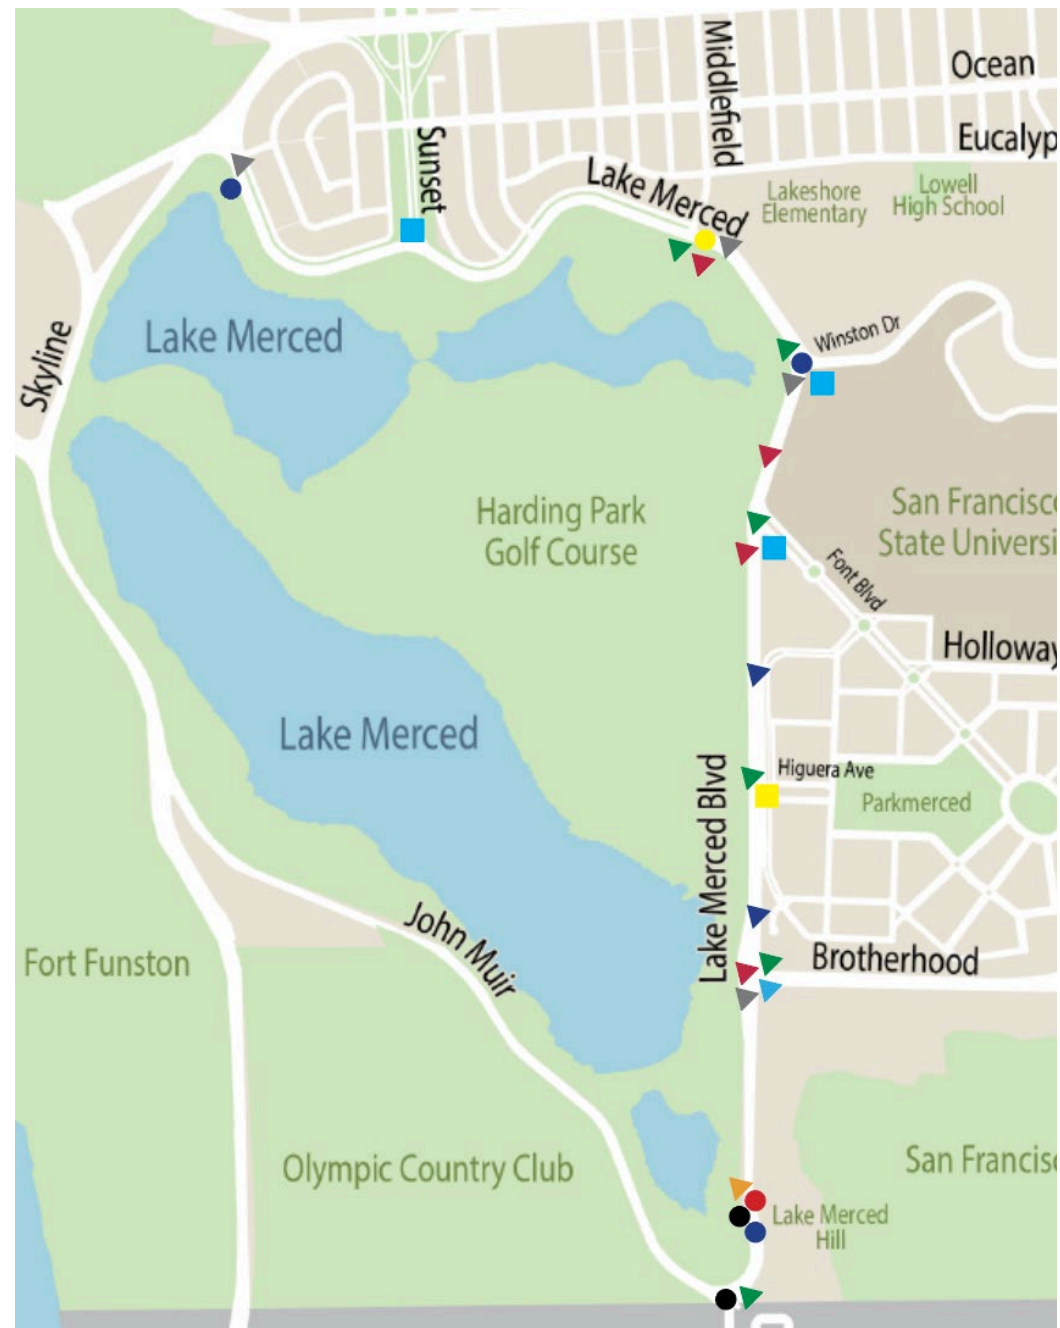 Ocean
Middlefield
Eucalyp
Sunset
Lake Merced
Lakeshore
Elementary
Lowell
High School
Lake Merced
Winston Dr
Skyline
Harding Park
Golf Course
San Francisco
State Universi
Font Blvd
Holloway
Lake Merced
Higuera Ave
Parkmerced
Lake Merced Blvd
John Muir
Brotherhood
Fort Funston
Olympic Country Club
San Francisc
Lake Merced
Hill